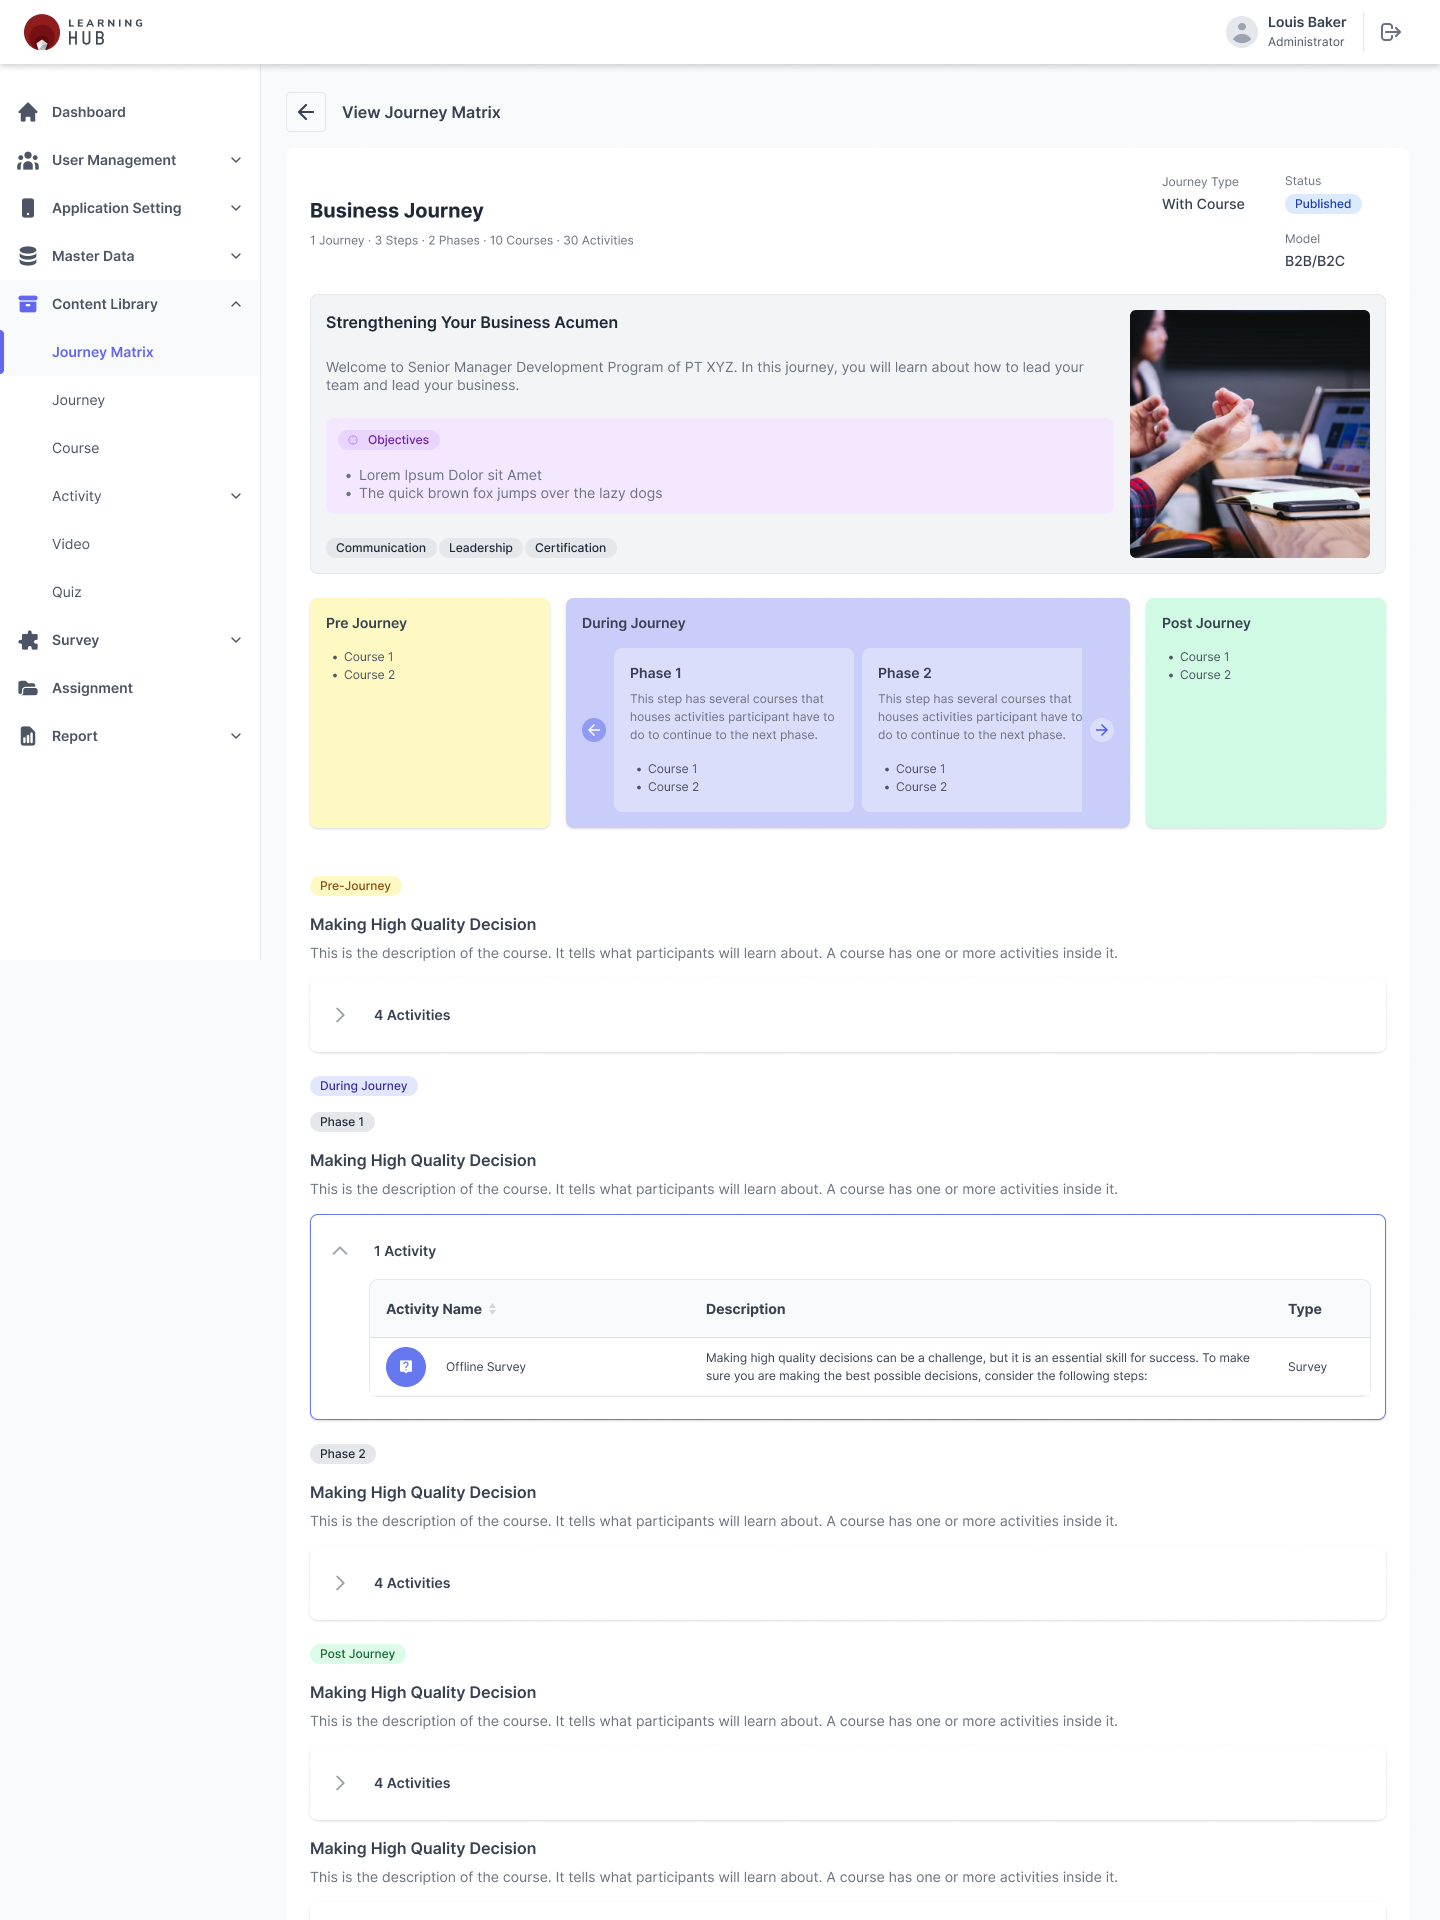 LEARNING
HUB
Louis Baker
Administrator
Dashboard
User Management
Application Setting
Master Data
Content Library
Journey Matrix
Journey
Course
Activity
Video
Quiz
Survey
Assignment
Report
View Journey Matrix
Business Journey
1 Journey · 3 Steps · 2 Phases · 10 Courses · 30 Activities
Journey Type
With Course
Status
Published
Model
B2B/B2C
Strengthening Your Business Acumen
Welcome to Senior Manager Development Program of PT XYZ. In this journey, you will learn about how to lead your
team and lead your business.
Objectives
• Lorem Ipsum Dolor sit Amet
• The quick brown fox jumps over the lazy dogs
Communication
Leadership
Certification
Pre Journey
• Course 1
• Course 2
During Journey
Phase 1
This step has several courses that
houses activities participant have to
do to continue to the next phase.
• Course 1
• Course 2
Phase 2
This step has several courses that
houses activities participant have to
do to continue to the next phase.
• Course 1
• Course 2
Post Journey
• Course 1
• Course 2
Pre-Journey
Making High Quality Decision
This is the description of the course. It tells what participants will learn about. A course has one or more activities inside it.
4 Activities
During Journey
Phase 1
Making High Quality Decision
This is the description of the course. It tells what participants will learn about. A course has one or more activities inside it.
1 Activity
Activity Name
Description
Type
Offline Survey
Making high quality decisions can be a challenge, but it is an essential skill for success. To make
sure you are making the best possible decisions, consider the following steps:
Survey
Phase 2
Making High Quality Decision
This is the description of the course. It tells what participants will learn about. A course has one or more activities inside it.
4 Activities
Post Journey
Making High Quality Decision
This is the description of the course. It tells what participants will learn about. A course has one or more activities inside it.
4 Activities
Making High Quality Decision
This is the description of the course. It tells what participants will learn about. A course has one or more activities inside it.